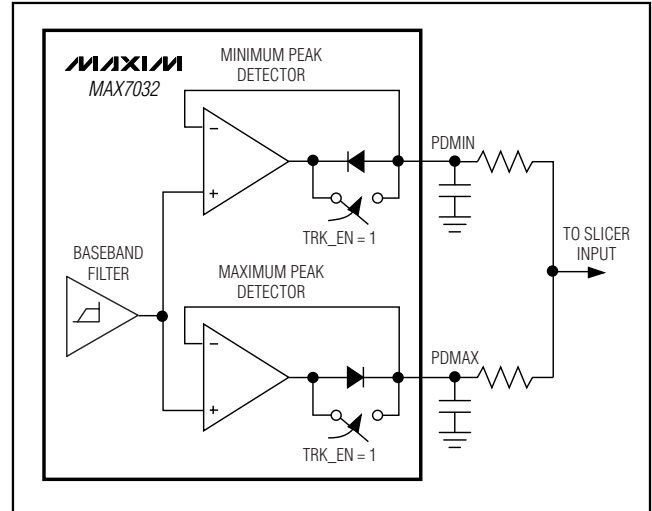 MAXIM
MAX7032
MINIMUM PEAK
DETECTOR
−
+
PDMIN
TRK_EN = 1
TO SLICER
INPUT
BASEBAND
FILTER
MAXIMUM PEAK
DETECTOR
−
+
PDMAX
TRK_EN = 1